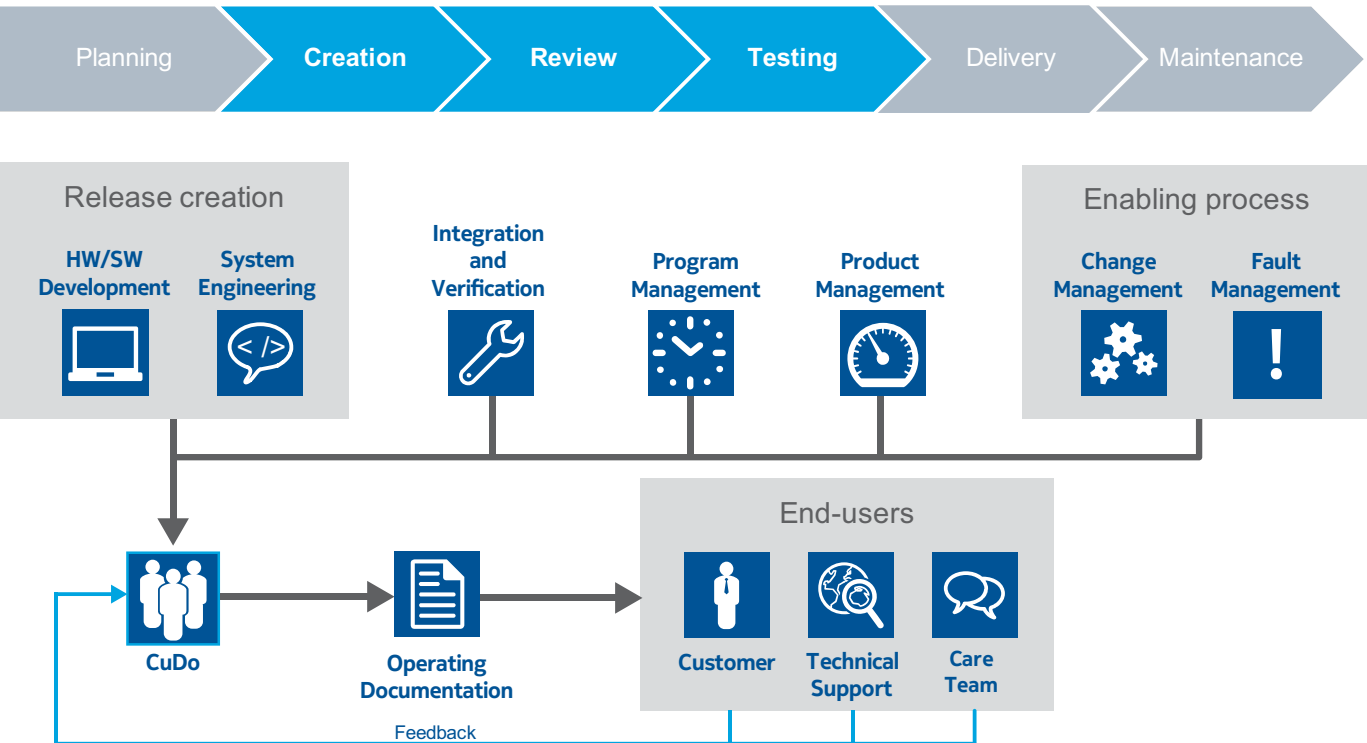 Planning
Creation
Review
Testing
Delivery
Maintenance
Release creation
HW/SW
Development
System
Engineering
Integration
and
Verification
Program
Management
Product
Management
Enabling process
Change
Management
Fault
Management
< />
!
End-users
CuDo
Operating
Documentation
Customer
Technical
Support
Care
Team
Feedback